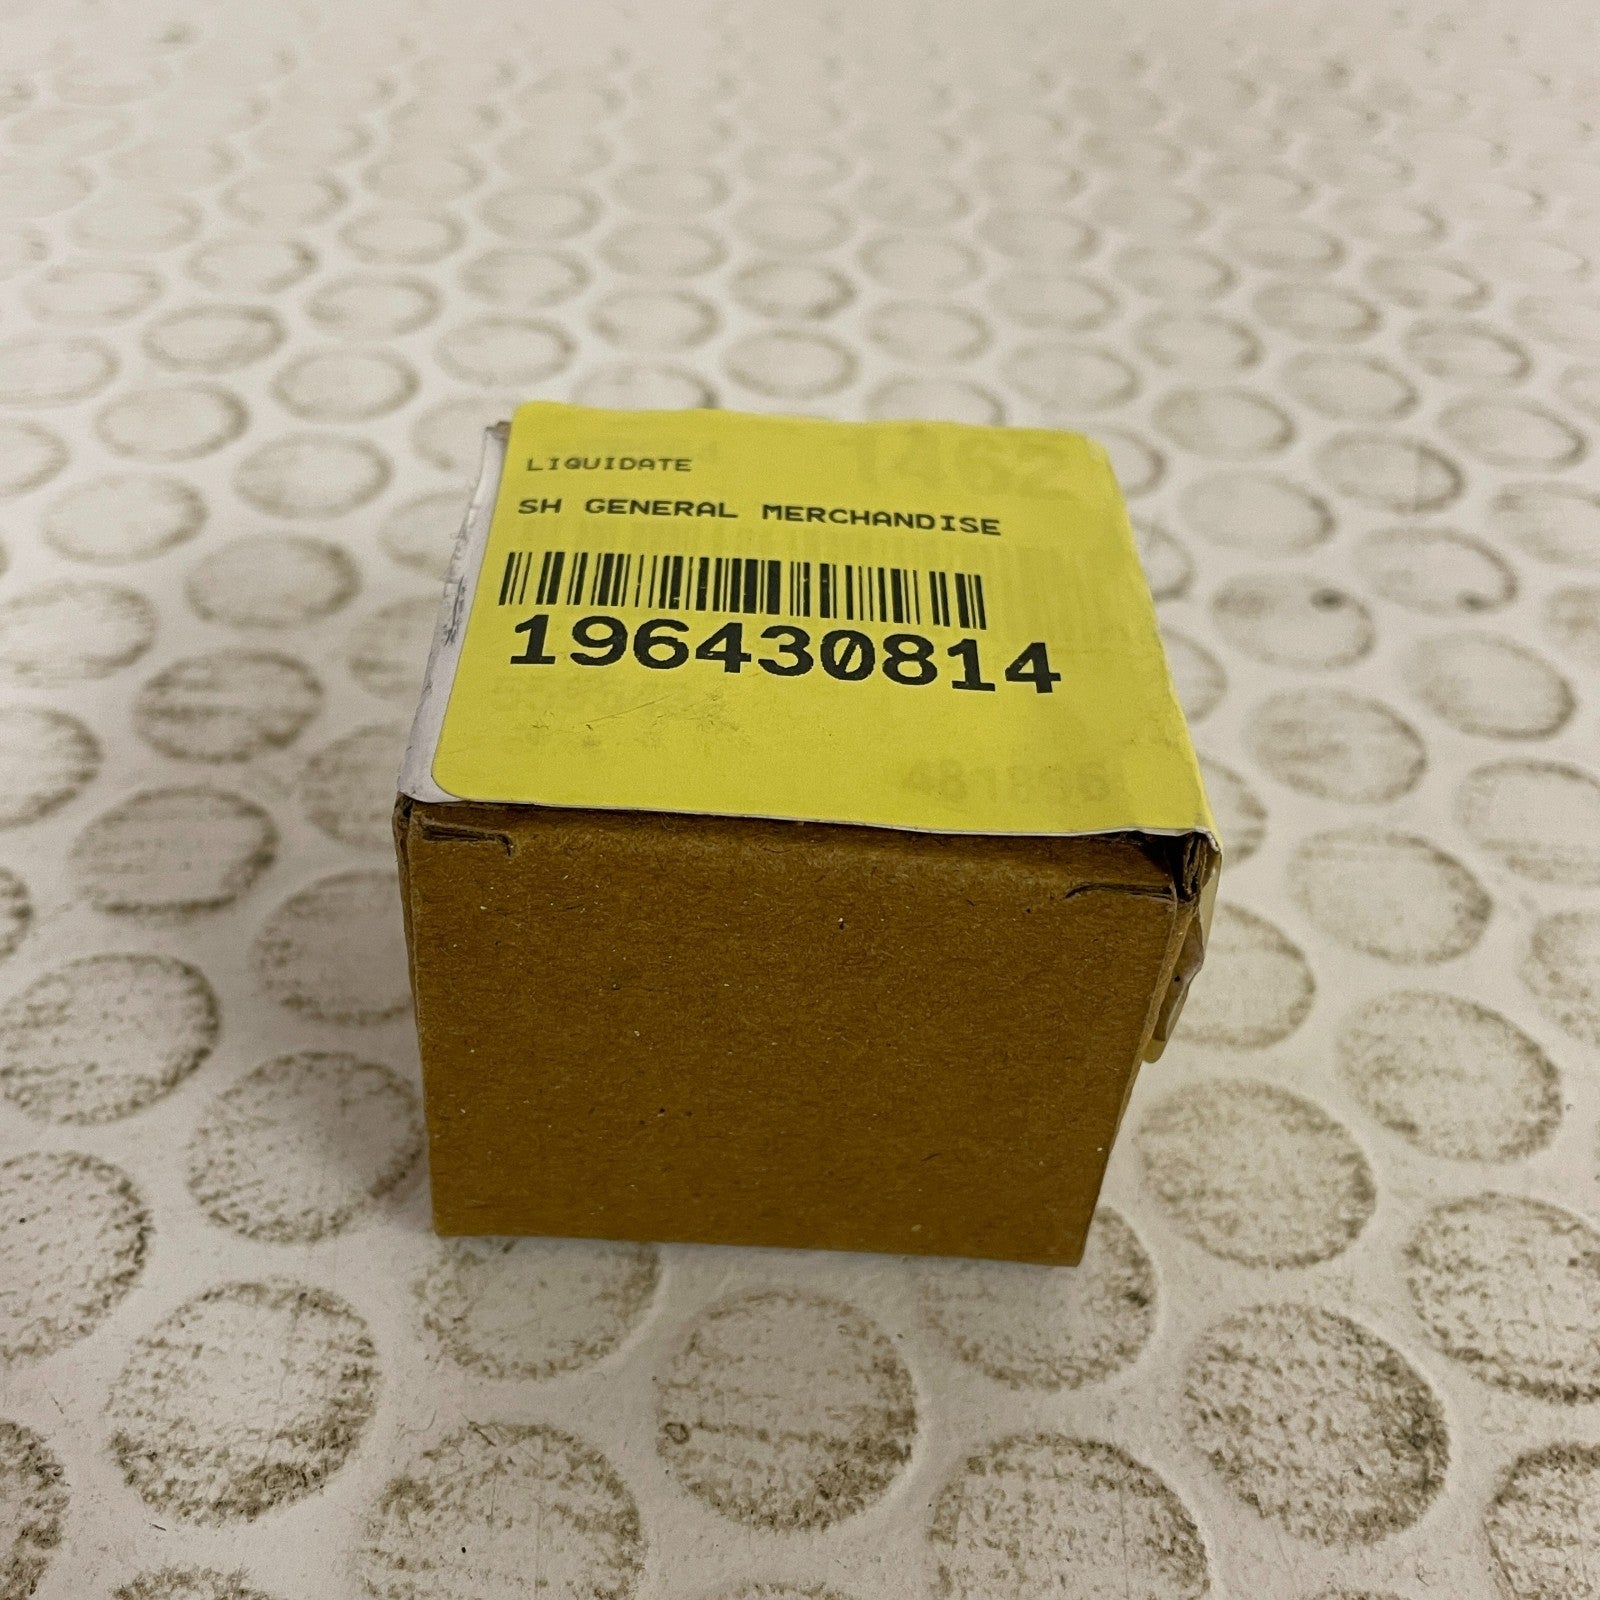 LIQUIDATE
SH GENERAL MERCHANDISE
196430814